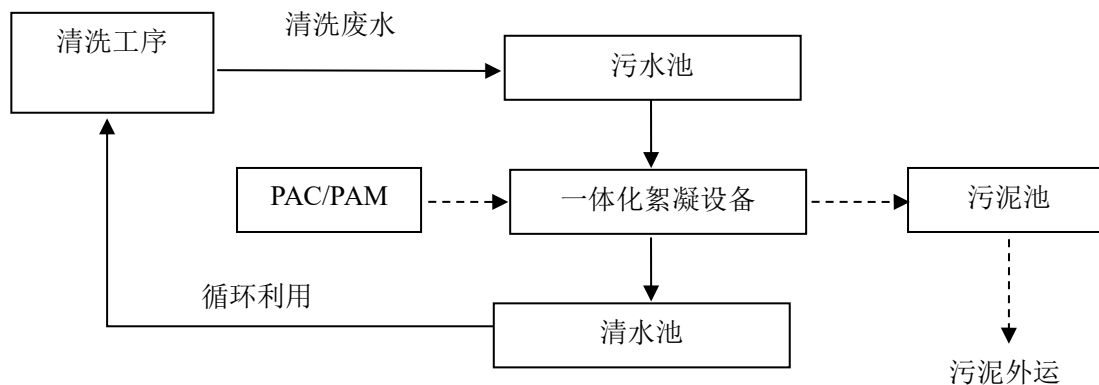 清洗工序
清洗废水
污水池
PAC/PAM
一体化絮凝设备
污泥池
循环利用
清水池
污泥外运